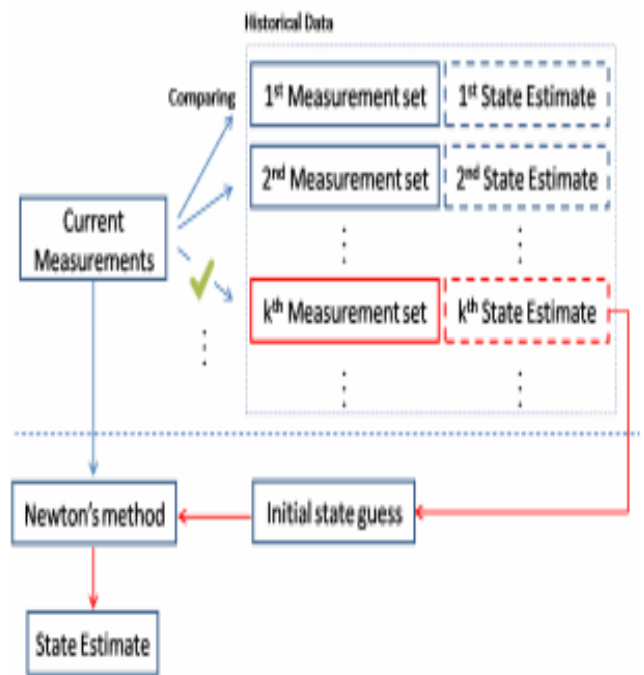 Historical Data
Comparing
1st Measurement set
1st State Estimate
2nd Measurement set
2nd State Estimate
Current
Measurements
kth Measurement set
kth State Estimate
Newton's method
Initial state guess
State Estimate